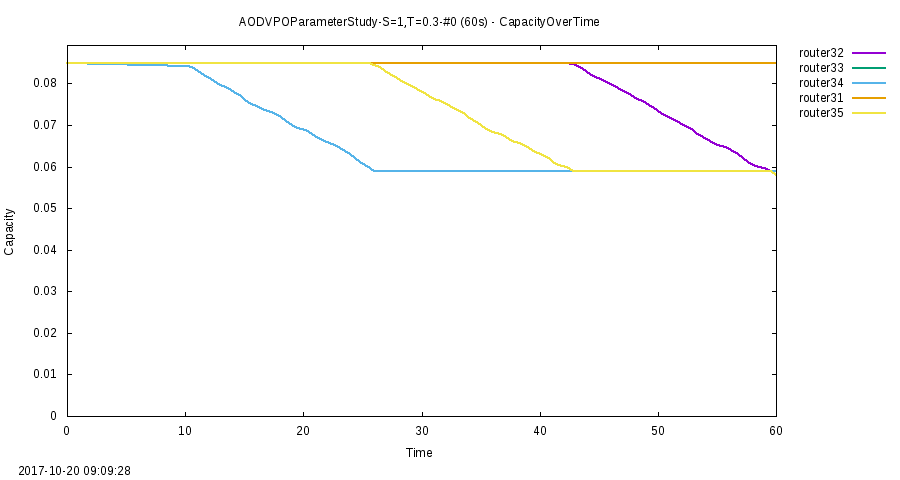 AODVPOParameterStudy-S=1,T=0.3-#0 (60s) - CapacityOverTime
router32
router33
router34
router31
router35
0.08
0.07
0.06
0.05
0.04
0.03
0.02
0.01
0
Capacity
0 10 20 30 40 50 60
Time
2017-10-20 09:09:28